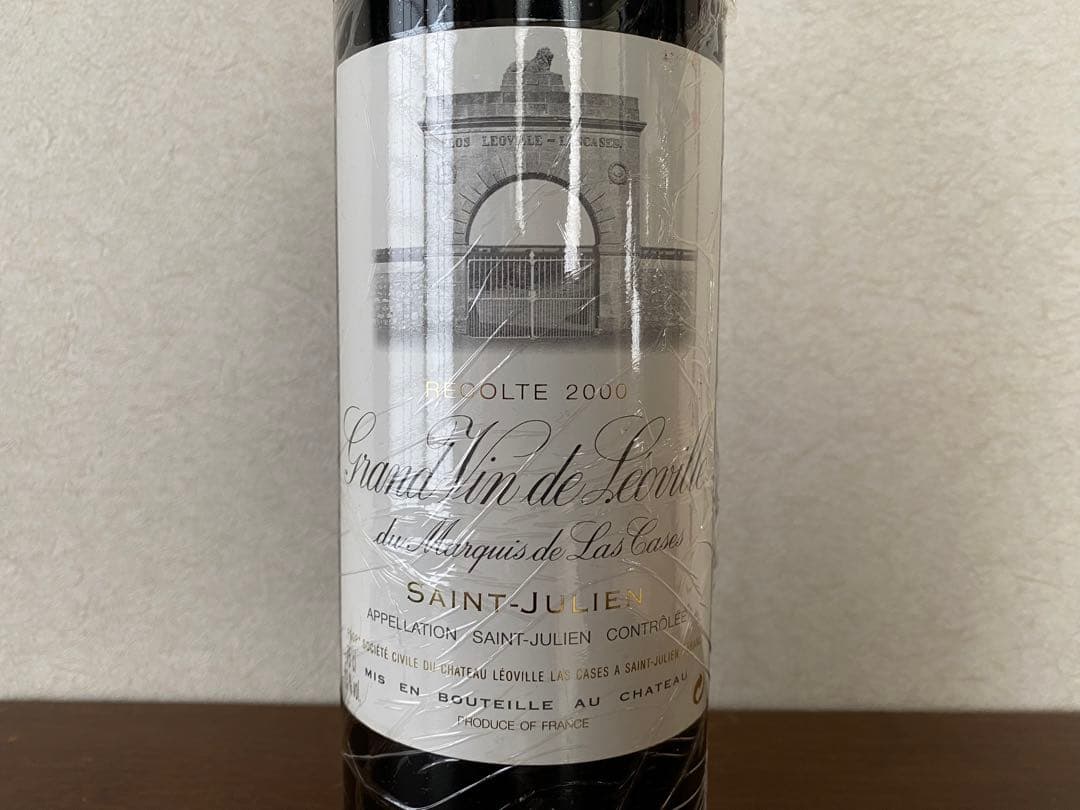 CLOS LEOVILLE - LASCASES.
RECOLTE 2000
Grand Vin de Léoville
du Marquis de Las Cases
SAINT-JULIEN
APPELLATION SAINT-JULIEN CONTRÔLÉE
SOCIÉTÉ CIVILE DU CHATEAU LÉOVILLE LAS CASES A SAINT-JULIEN
MIS EN BOUTEILLE AU CHATEAU
PRODUCE OF FRANCE